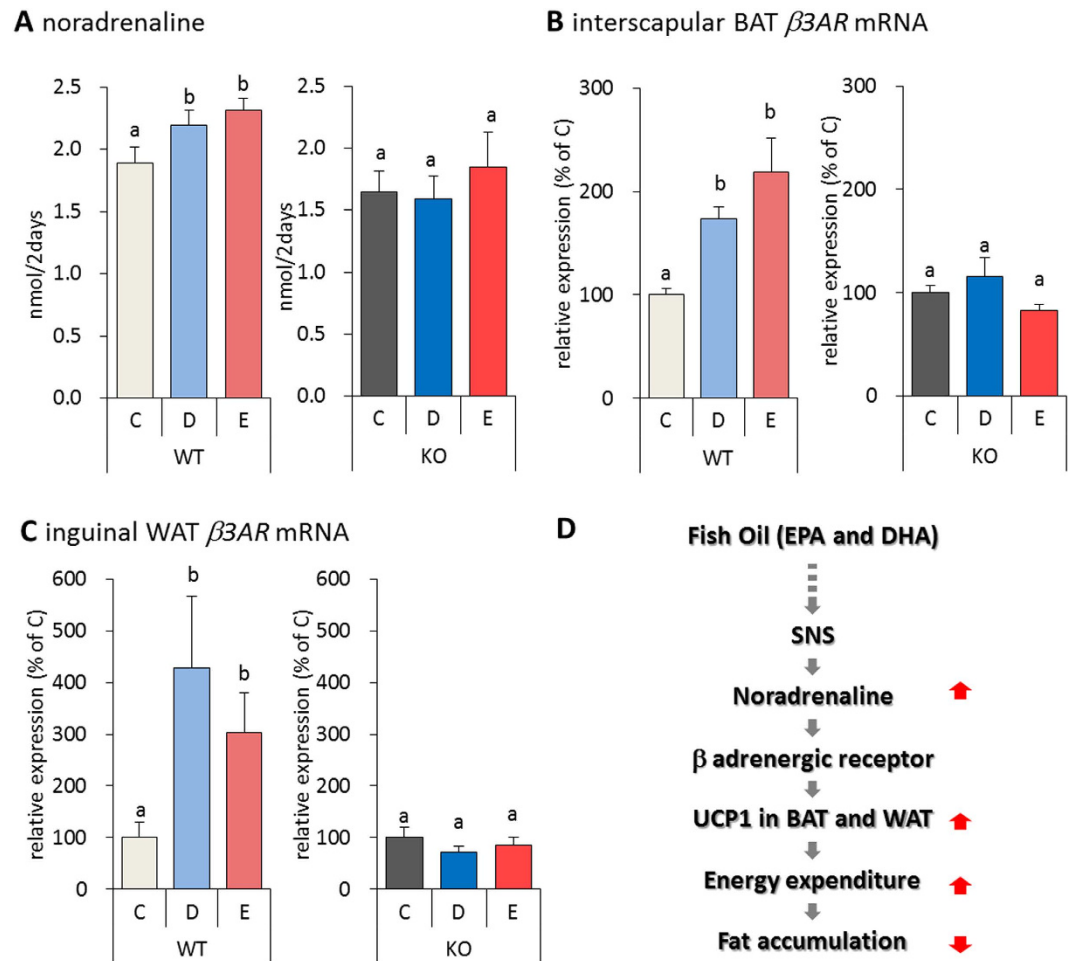 A noradrenaline
nmol/2days
2.5
2.0
1.5
1.0
0.5
0.0
a
b
b
C D E
WT
nmol/2days
2.5
2.0
1.5
1.0
0.5
0.0
a
a
a
C D E
KO
B interscapular BAT β3AR mRNA
relative expression (% of C)
300
200
100
0
a
b
b
C D E
WT
relative expression (% of C)
300
200
100
0
a
a
a
C D E
KO
C inguinal WAT β3AR mRNA
relative expression (% of C)
600
500
400
300
200
100
0
a
b
b
C D E
WT
relative expression (% of C)
600
500
400
300
200
100
0
a
a
a
C D E
KO
D
Fish Oil (EPA and DHA)
SNS
Noradrenaline
β adrenergic receptor
UCP1 in BAT and WAT
Energy expenditure
Fat accumulation